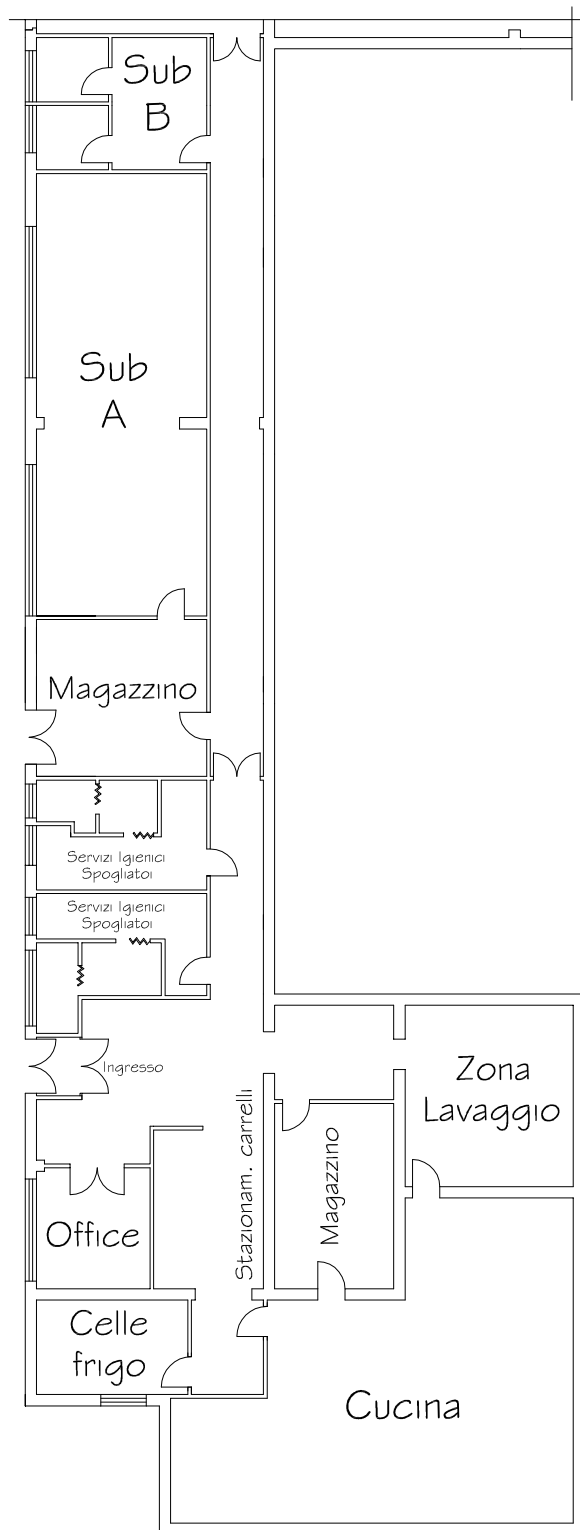 Sub
B
Sub
A
Magazzino
Servizi Igienici
Spogliatoi
Servizi Igienici
Spogliatoi
Ingresso
Zona
Lavaggio
Stazionam. carrelli
Magazzino
Office
Celle
frigo
Cucina